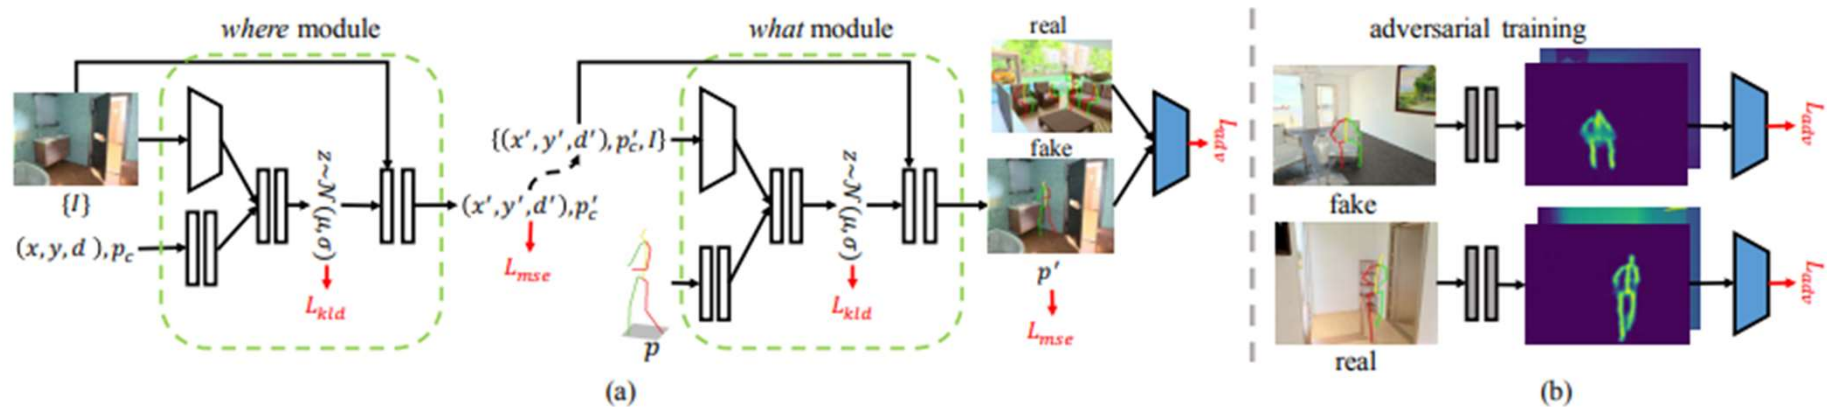 where module
{I}
(x, y, d ), p_c
z~𝒩(μ, σ)
L_kld
(x′, y′, d′), p′_c
L_mse
what module
{(x′, y′, d′), p′_c, I}
p
z~𝒩(μ, σ)
L_kld
real
fake
p′
L_mse
L_adv
(a)
adversarial training
fake
L_adv
real
L_adv
(b)